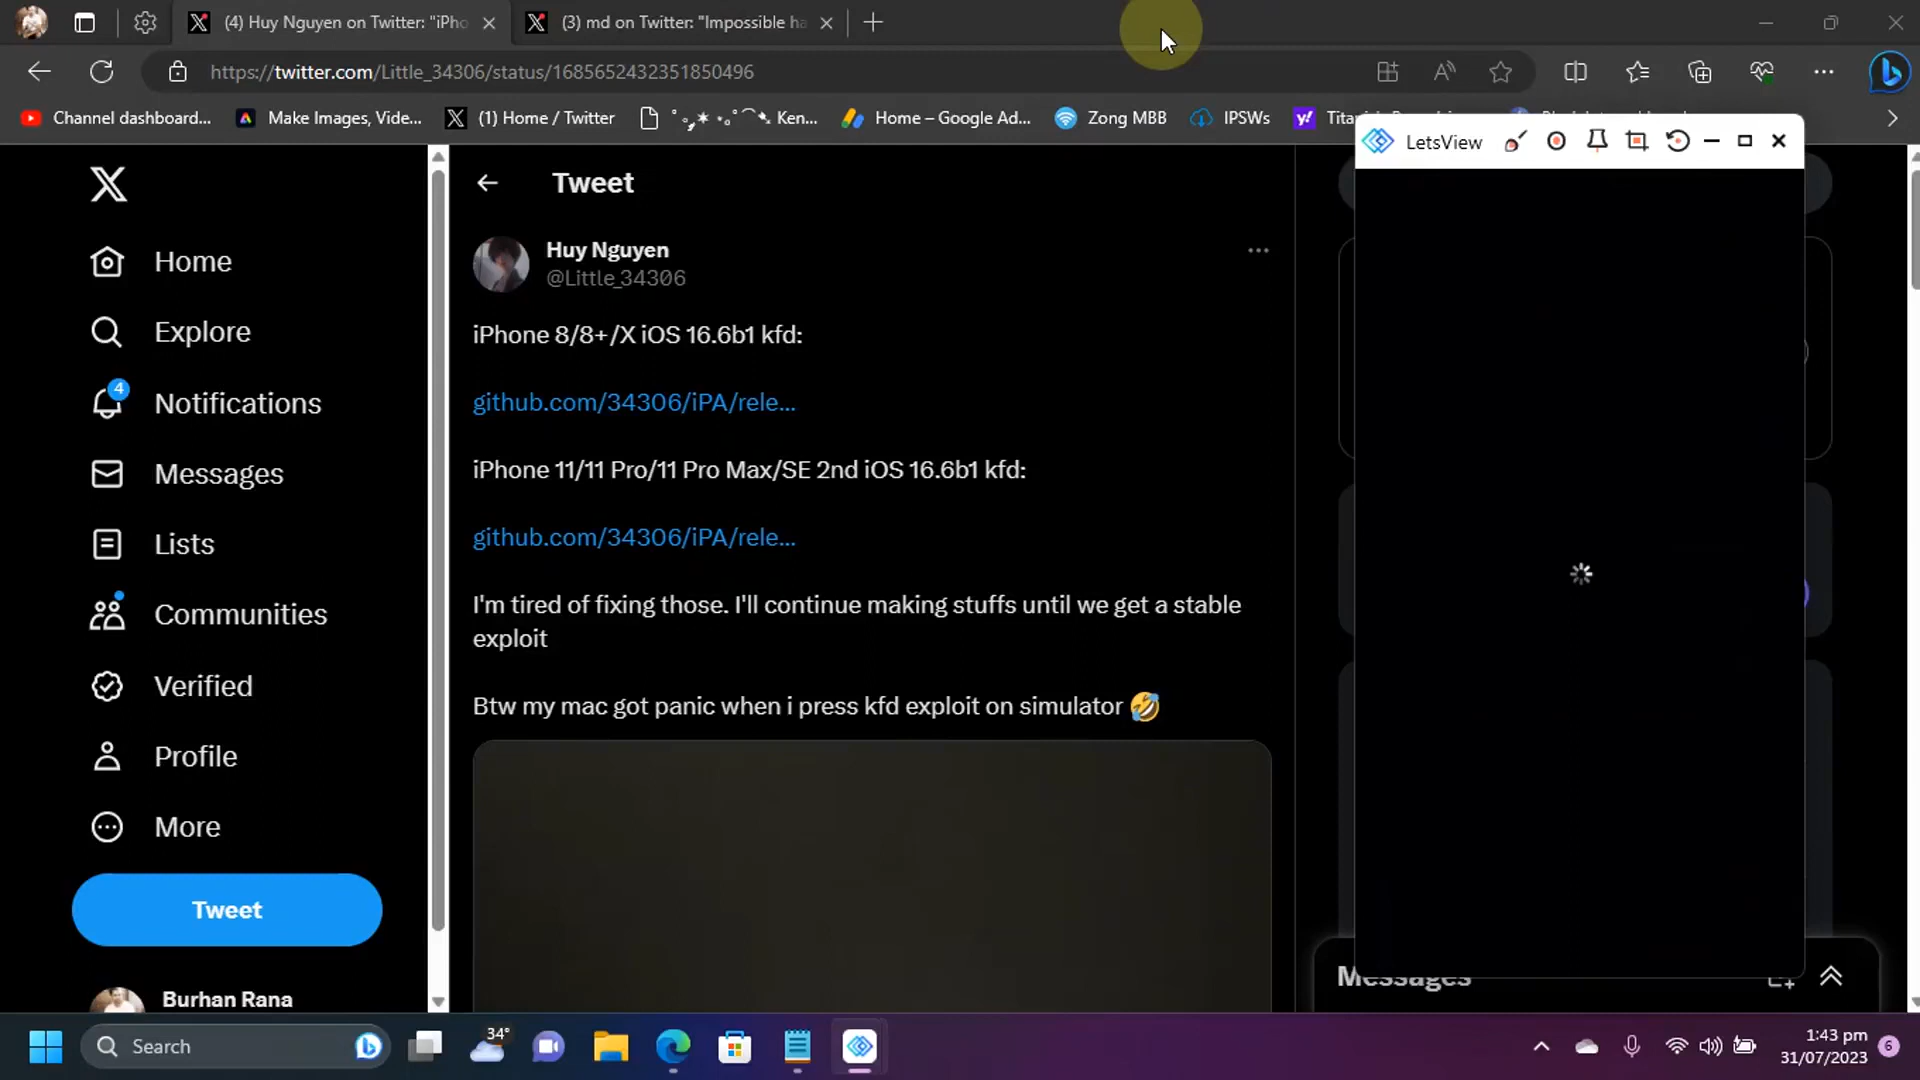 (4) Huy Nguyen on Twitter: "iPho
(3) md on Twitter: "Impossible ha
https://twitter.com/Little_34306/status/1685652432351850496
Channel dashboard...
Make Images, Vide...
(1) Home / Twitter
Ken...
Home – Google Ad...
Zong MBB
IPSWs
LetsView
Tweet
Huy Nguyen
@Little_34306
Home
iPhone 8/8+/X iOS 16.6b1 kfd:
Explore
github.com/34306/iPA/rele...
4
Notifications
iPhone 11/11 Pro/11 Pro Max/SE 2nd iOS 16.6b1 kfd:
Messages
github.com/34306/iPA/rele...
Lists
I'm tired of fixing those. I'll continue making stuffs until we get a stable
exploit
Communities
Btw my mac got panic when i press kfd exploit on simulator 🤣
Verified
Profile
More
Tweet
Burhan Rana
Messages
Search
34°
1:43 pm
31/07/2023
6